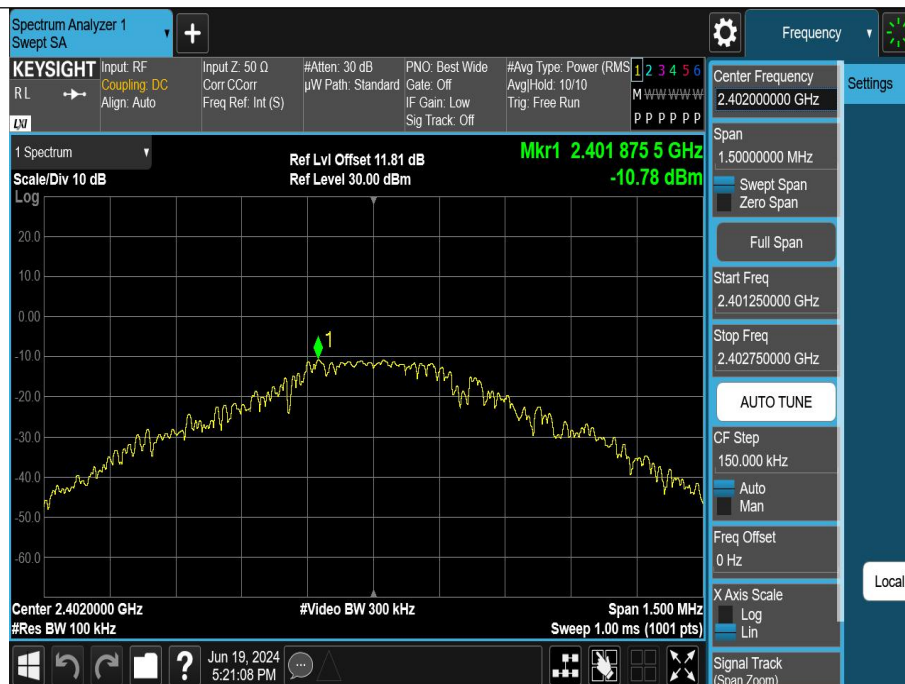 Spectrum Analyzer 1
Swept SA
+
Frequency
KEYSIGHT
RL
LXI
Input: RF
Coupling: DC
Align: Auto
Input Z: 50 Ω
Corr CCorr
Freq Ref: Int (S)
#Atten: 30 dB
µW Path: Standard
PNO: Best Wide
Gate: Off
IF Gain: Low
Sig Track: Off
#Avg Type: Power (RMS
Avg|Hold: 10/10
Trig: Free Run
1 2 3 4 5 6
M W W W W W
P P P P P P
1 Spectrum
Scale/Div 10 dB
Log
Ref Lvl Offset 11.81 dB
Ref Level 30.00 dBm
Mkr1 2.401 875 5 GHz
-10.78 dBm
20.0
10.0
0.00
-10.0
-20.0
-30.0
-40.0
-50.0
-60.0
1
Center 2.4020000 GHz
#Res BW 100 kHz
#Video BW 300 kHz
Span 1.500 MHz
Sweep 1.00 ms (1001 pts)
?
Jun 19, 2024
5:21:08 PM
Center Frequency
2.402000000 GHz
Span
1.50000000 MHz
Swept Span
Zero Span
Full Span
Start Freq
2.401250000 GHz
Stop Freq
2.402750000 GHz
AUTO TUNE
CF Step
150.000 kHz
Auto
Man
Freq Offset
0 Hz
X Axis Scale
Log
Lin
Signal Track
(Span Zoom)
Settings
Local